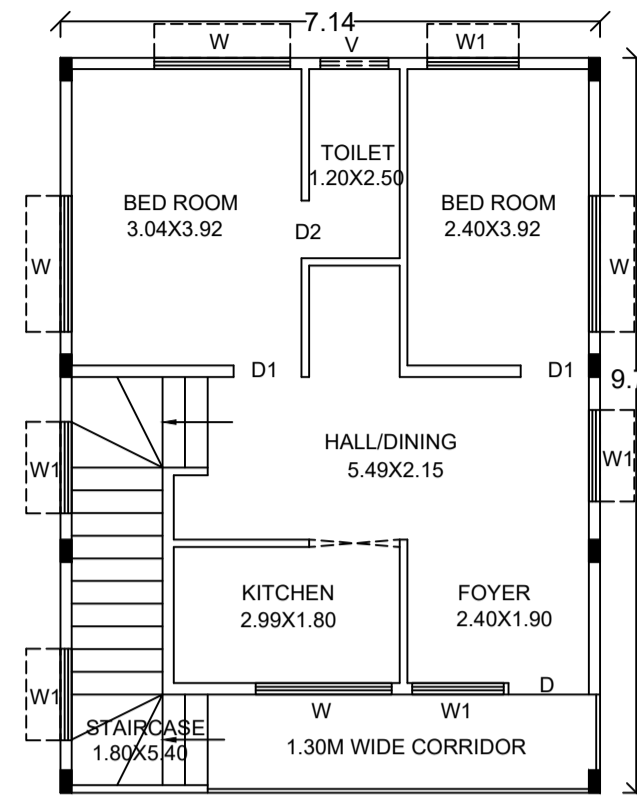 7.14
W
V
W1
TOILET
1.20X2.50
BED ROOM
3.04X3.92
BED ROOM
2.40X3.92
D2
W
W
D1
D1
9.
HALL/DINING
5.49X2.15
W1
W1
KITCHEN
2.99X1.80
FOYER
2.40X1.90
W1
D
W
W1
STAIRCASE
1.80X5.40
1.30M WIDE CORRIDOR